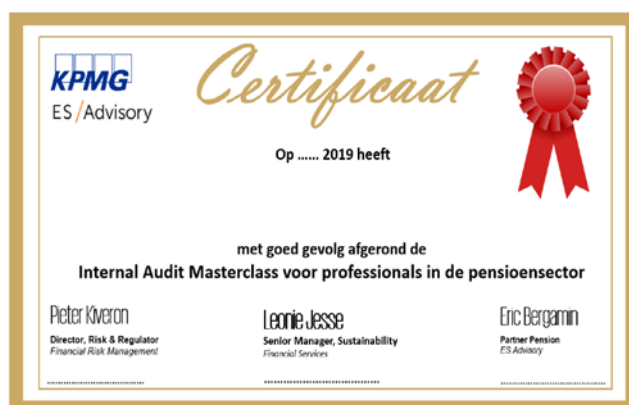 KPMG
ES/Advisory
Certificaat
Op ...... 2019 heeft
met goed gevolg afgerond de
Internal Audit Masterclass voor professionals in de pensioensector
Pieter Kiveron
Director, Risk & Regulator
Financial Risk Management
Leonie Jesse
Senior Manager, Sustainability
Financial Services
Eric Bergamin
Partner Pension
ES Advisory